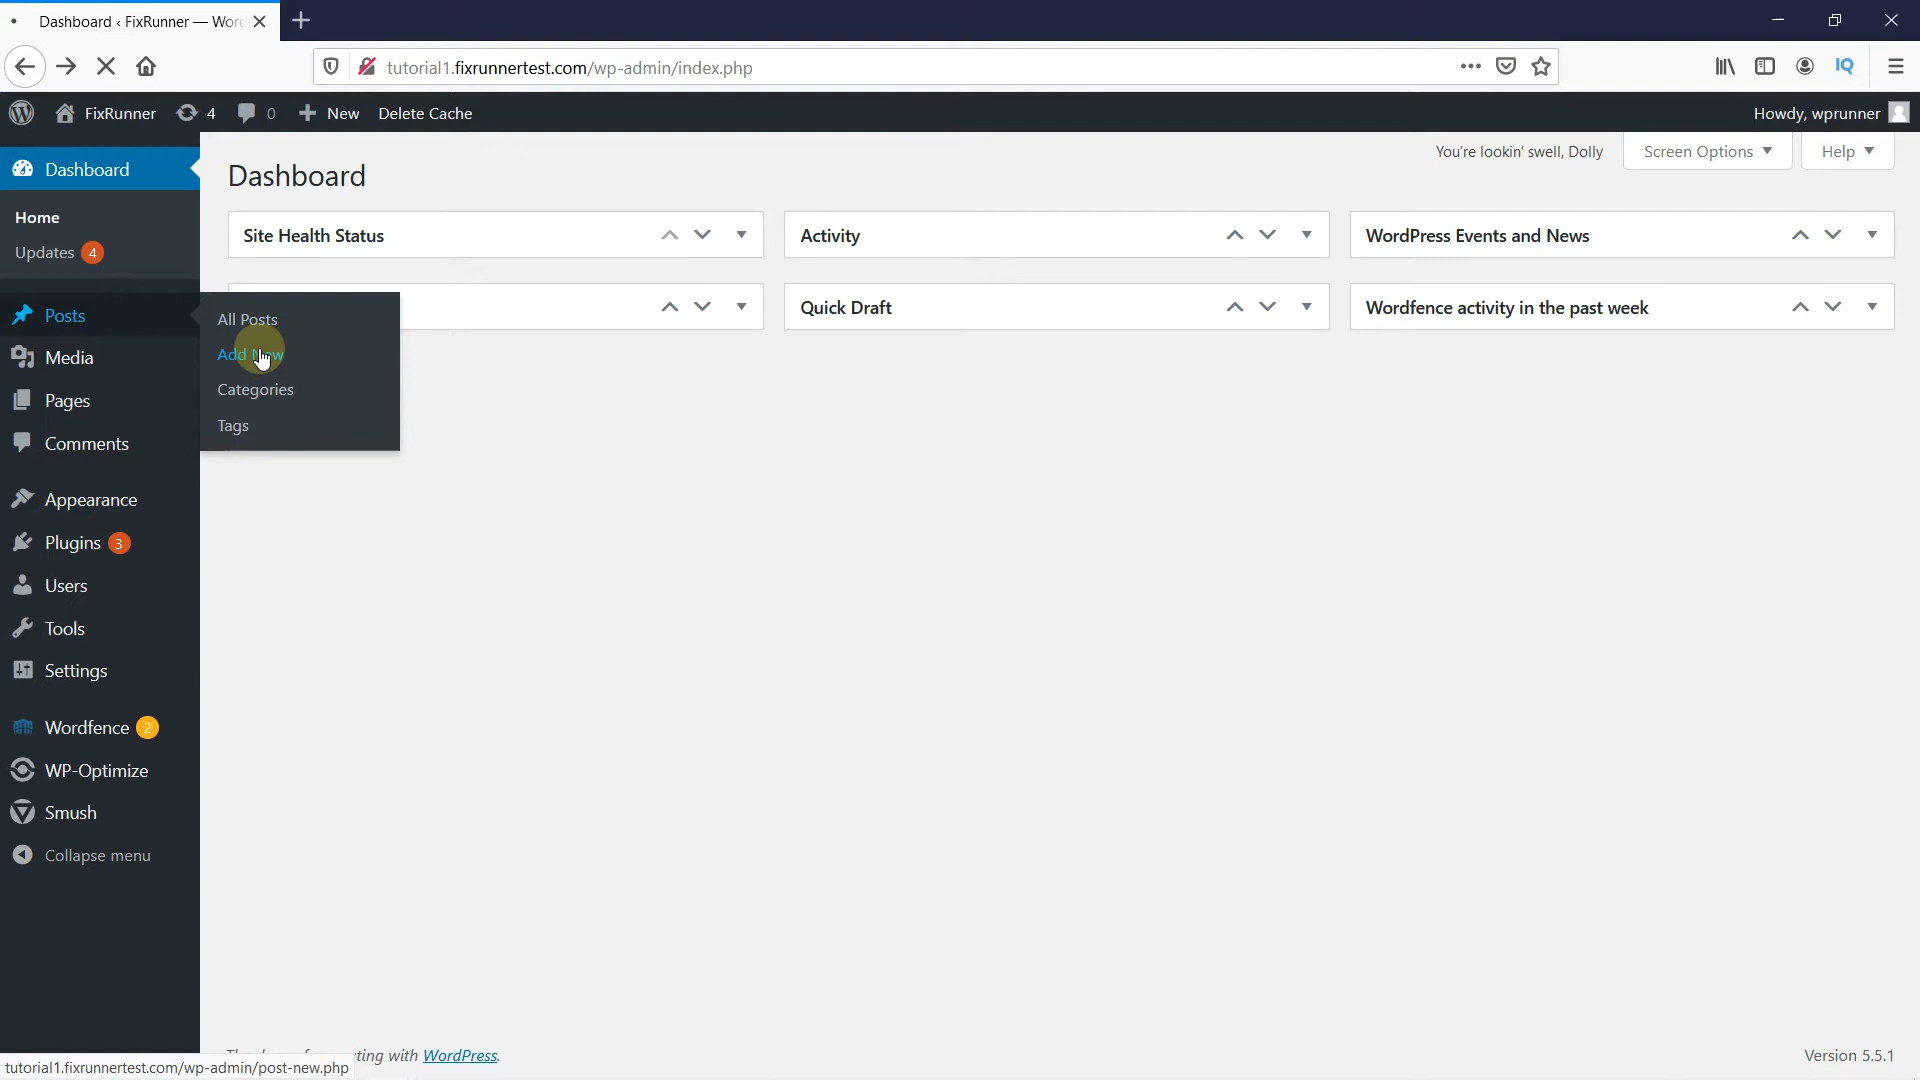 Dashboard ‹ FixRunner — Wor
tutorial1.fixrunnertest.com/wp-admin/index.php
IQ
FixRunner 4 0 New Delete Cache Howdy, wprunner
Dashboard
Home
Updates 4
Posts
Media
Pages
Comments
Appearance
Plugins 3
Users
Tools
Settings
Wordfence 2
WP-Optimize
Smush
Collapse menu
All Posts
Add New
Categories
Tags
You're lookin' swell, Dolly
Screen Options
Help
Dashboard
Site Health Status
Activity
WordPress Events and News
Quick Draft
Wordfence activity in the past week
ting with WordPress.
Version 5.5.1
tutorial1.fixrunnertest.com/wp-admin/post-new.php